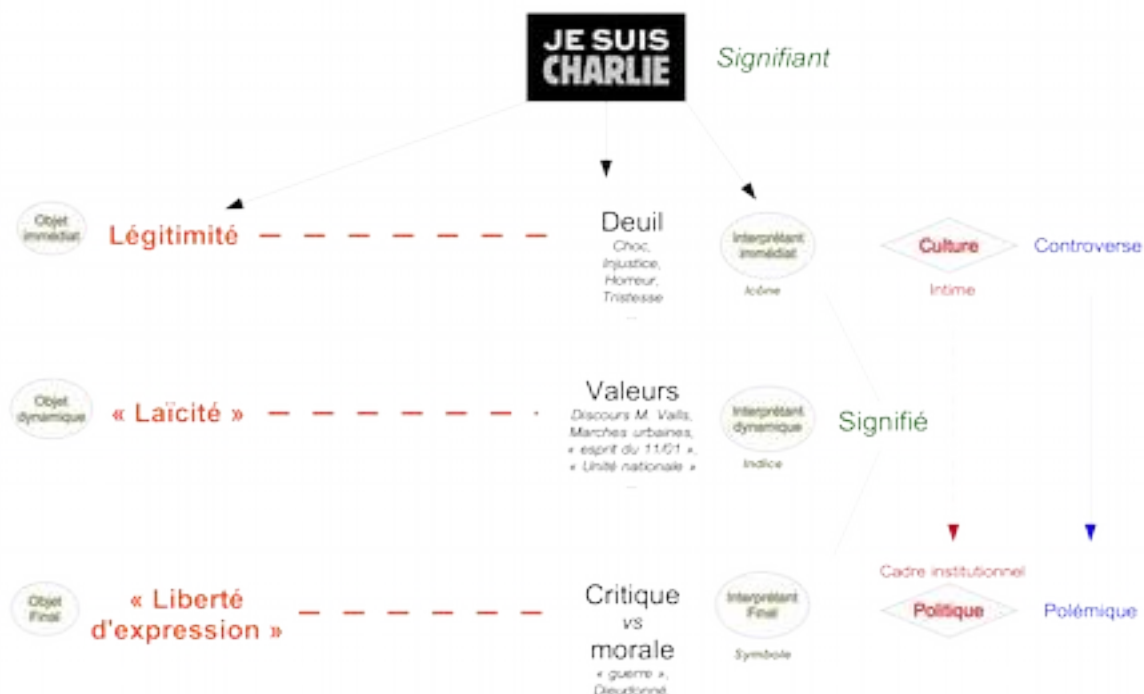 JE SUIS
CHARLIE
Signifiant
Objet
immédiat
Légitimité
Deuil
Choc,
Injustice,
Horreur,
Tristesse
...
Interprétant
immédiat
Icône
Culture
Intime
Controverse
Objet
dynamique
« Laïcité »
Valeurs
Discours M. Valls,
Marches urbaines,
« esprit du 11/01 »,
« Unité nationale »
...
Interprétant
dynamique
Indice
Signifié
Objet
Final
« Liberté
d'expression »
Critique
vs
morale
« guerre »,
Dieudonné,
Interprétant
Final
Symbole
Cadre institutionnel
Politique
Polémique